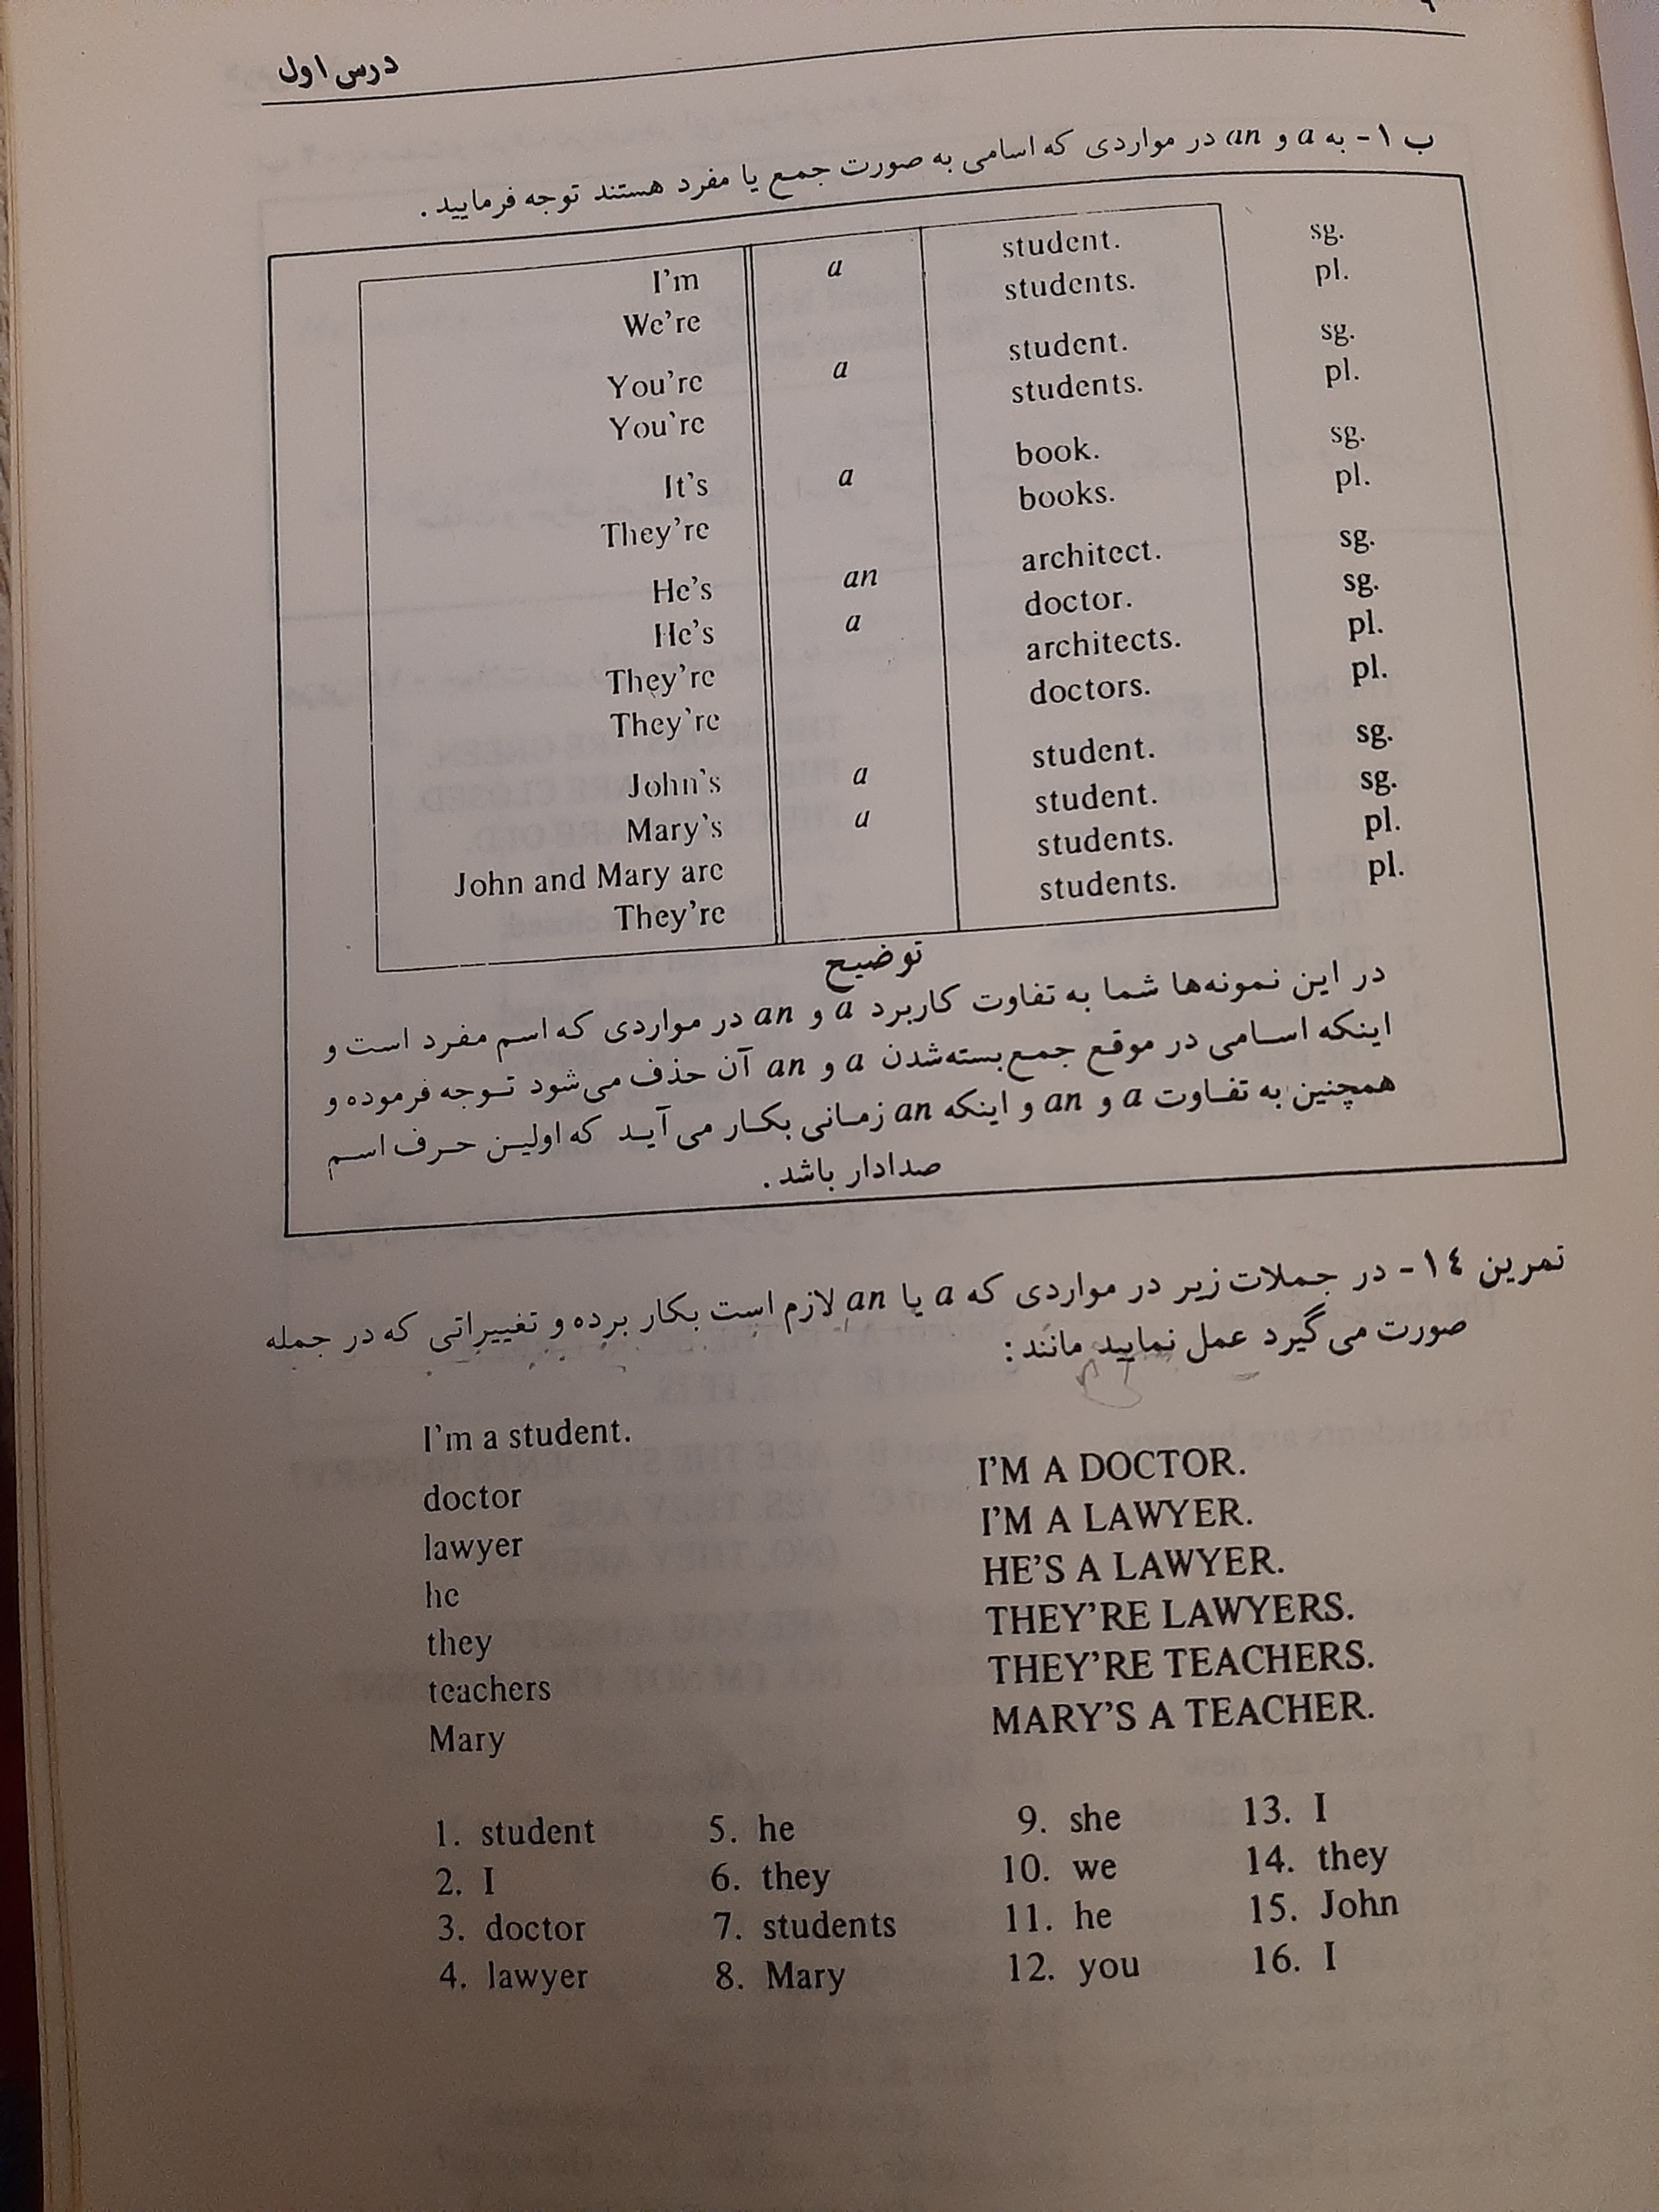 درس اول
ب ۱- به a و an در مواردی که اسامی به صورت جمع یا مفرد هستند توجه فرمایید.
I'm a student. sg.
We're students. pl.
You're a student. sg.
You're students. pl.
It's a book. sg.
They're books. pl.
He's an architect. sg.
He's a doctor. sg.
They're architects. pl.
They're doctors. pl.
John's a student. sg.
Mary's a student. sg.
John and Mary are students. pl.
They're students. pl.
توضیح
در این نمونه‌ها شما به تفاوت کاربرد a و an در مواردی که اسم مفرد است و
اینکه اسامی در موقع جمع بسته‌شدن a و an آن حذف می‌شود توجه فرموده و
همچنین به تفاوت a و an و اینکه an زمانی بکار می‌آید که اولین حرف اسم
صدادار باشد.
تمرین ۱۴- در جملات زیر در مواردی که a یا an لازم است بکار برده و تغییراتی که در جمله
صورت می‌گیرد عمل نمایید مانند:
I'm a student.
doctor I'M A DOCTOR.
lawyer I'M A LAWYER.
he HE'S A LAWYER.
they THEY'RE LAWYERS.
teachers THEY'RE TEACHERS.
Mary MARY'S A TEACHER.
1. student 5. he 9. she 13. I
2. I 6. they 10. we 14. they
3. doctor 7. students 11. he 15. John
4. lawyer 8. Mary 12. you 16. I